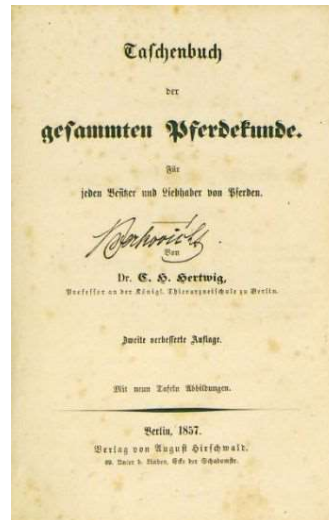 Taschenbuch
der
gesammten Pferdekunde.
Für
jeden Besitzer und Liebhaber von Pferden.
Von
Dr. C. H. Hertwig,
Professor an der Königl. Thierarzneischule zu Berlin.
Zweite verbesserte Auflage.
Mit neun Tafeln Abbildungen.
Berlin, 1857.
Verlag von August Hirschwald.
69. Unter d. Linden, Ecke der Schadowstr.